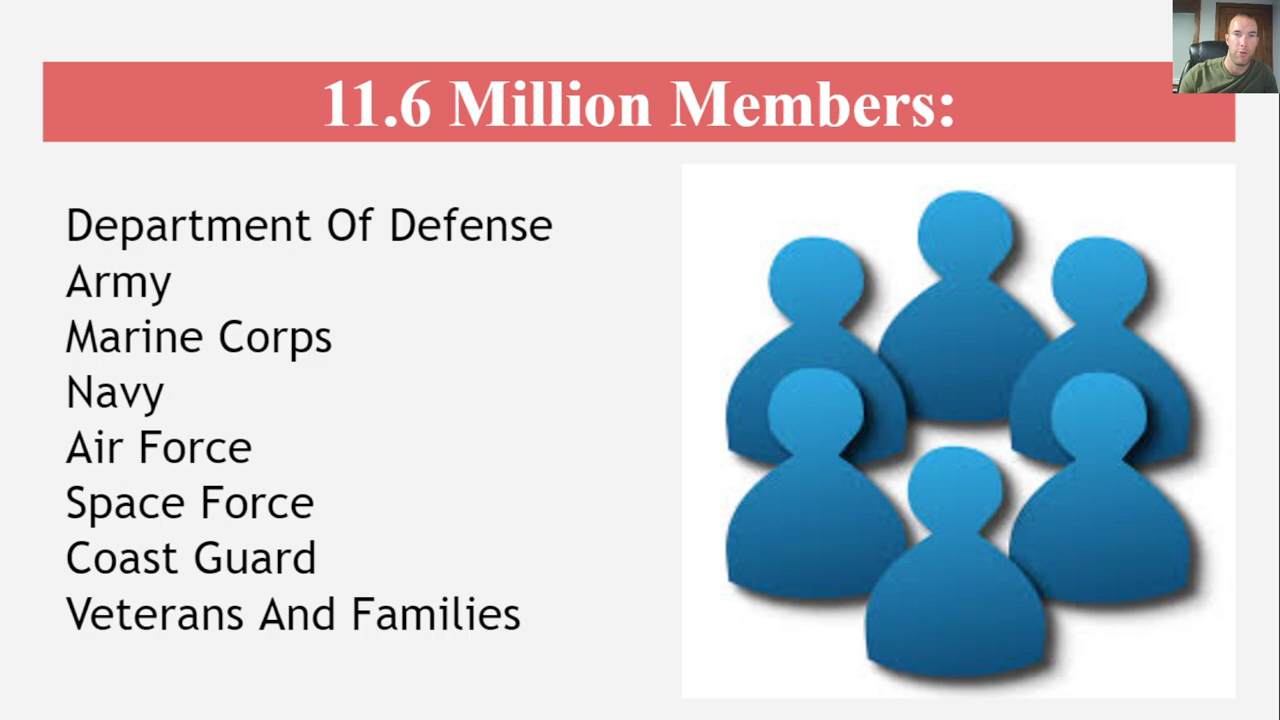 11.6 Million Members:
Department Of Defense
Army
Marine Corps
Navy
Air Force
Space Force
Coast Guard
Veterans And Families